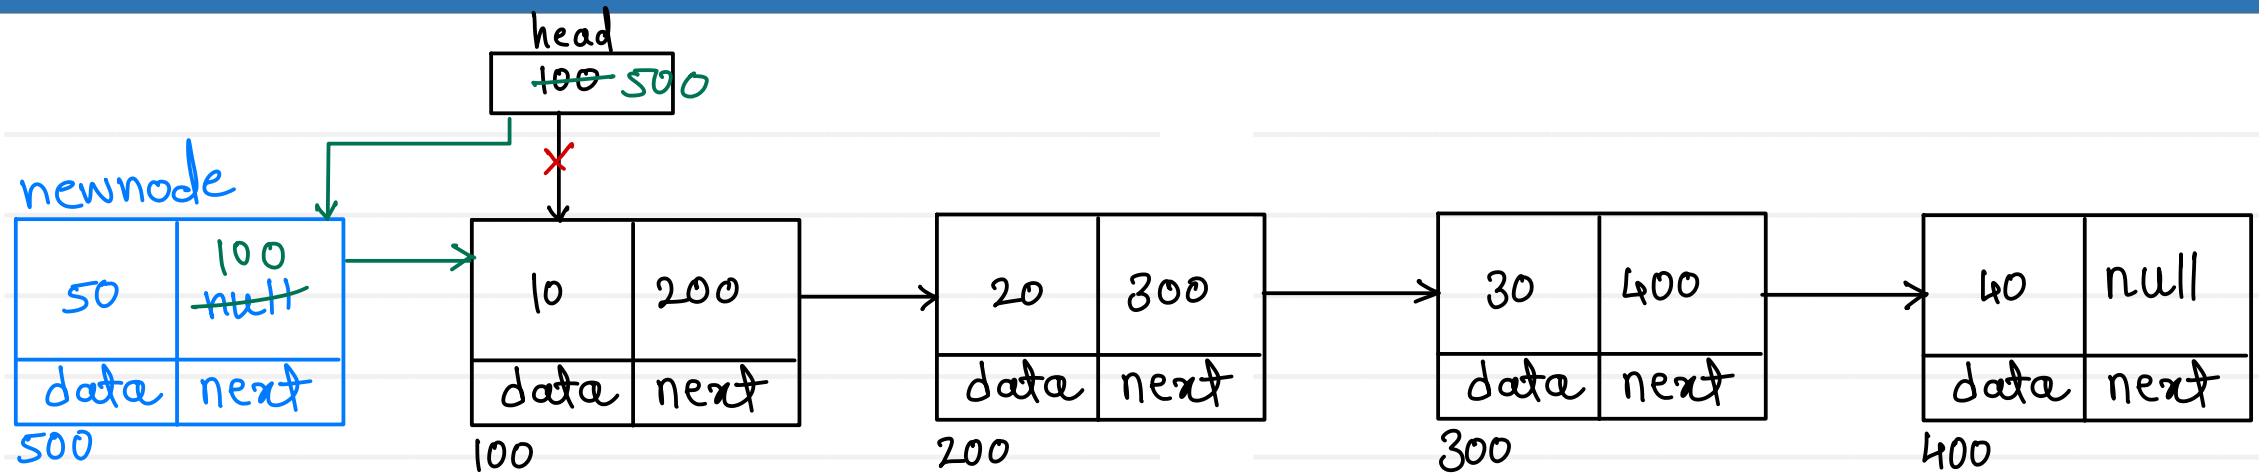 head
100 500
newnode
50 100 null
10 200
20 300
30 400
40 null
data next
data next
data next
data next
data next
500
100
200
300
400